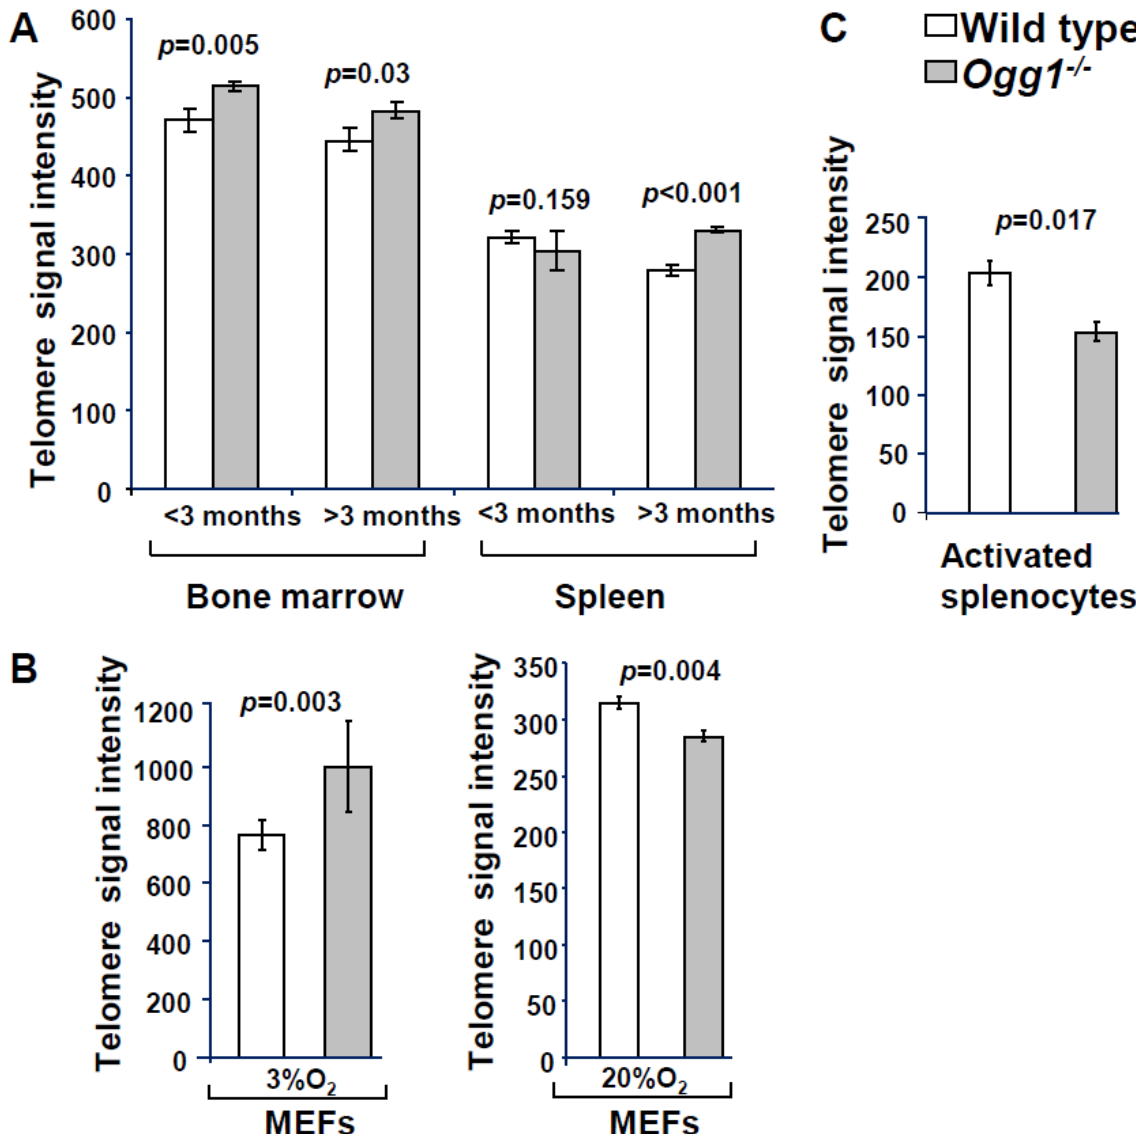 A
Telomere signal intensity
600
500
400
300
200
100
0
p=0.005
p=0.03
p=0.159
p<0.001
<3 months
>3 months
<3 months
>3 months
Bone marrow
Spleen
C
Wild type
Ogg1-/-
Telomere signal intensity
250
200
150
100
50
0
p=0.017
Activated
splenocytes
B
Telomere signal intensity
1200
1000
800
600
400
200
0
p=0.003
3%O2
MEFs
Telomere signal intensity
350
300
250
200
150
100
50
0
p=0.004
20%O2
MEFs